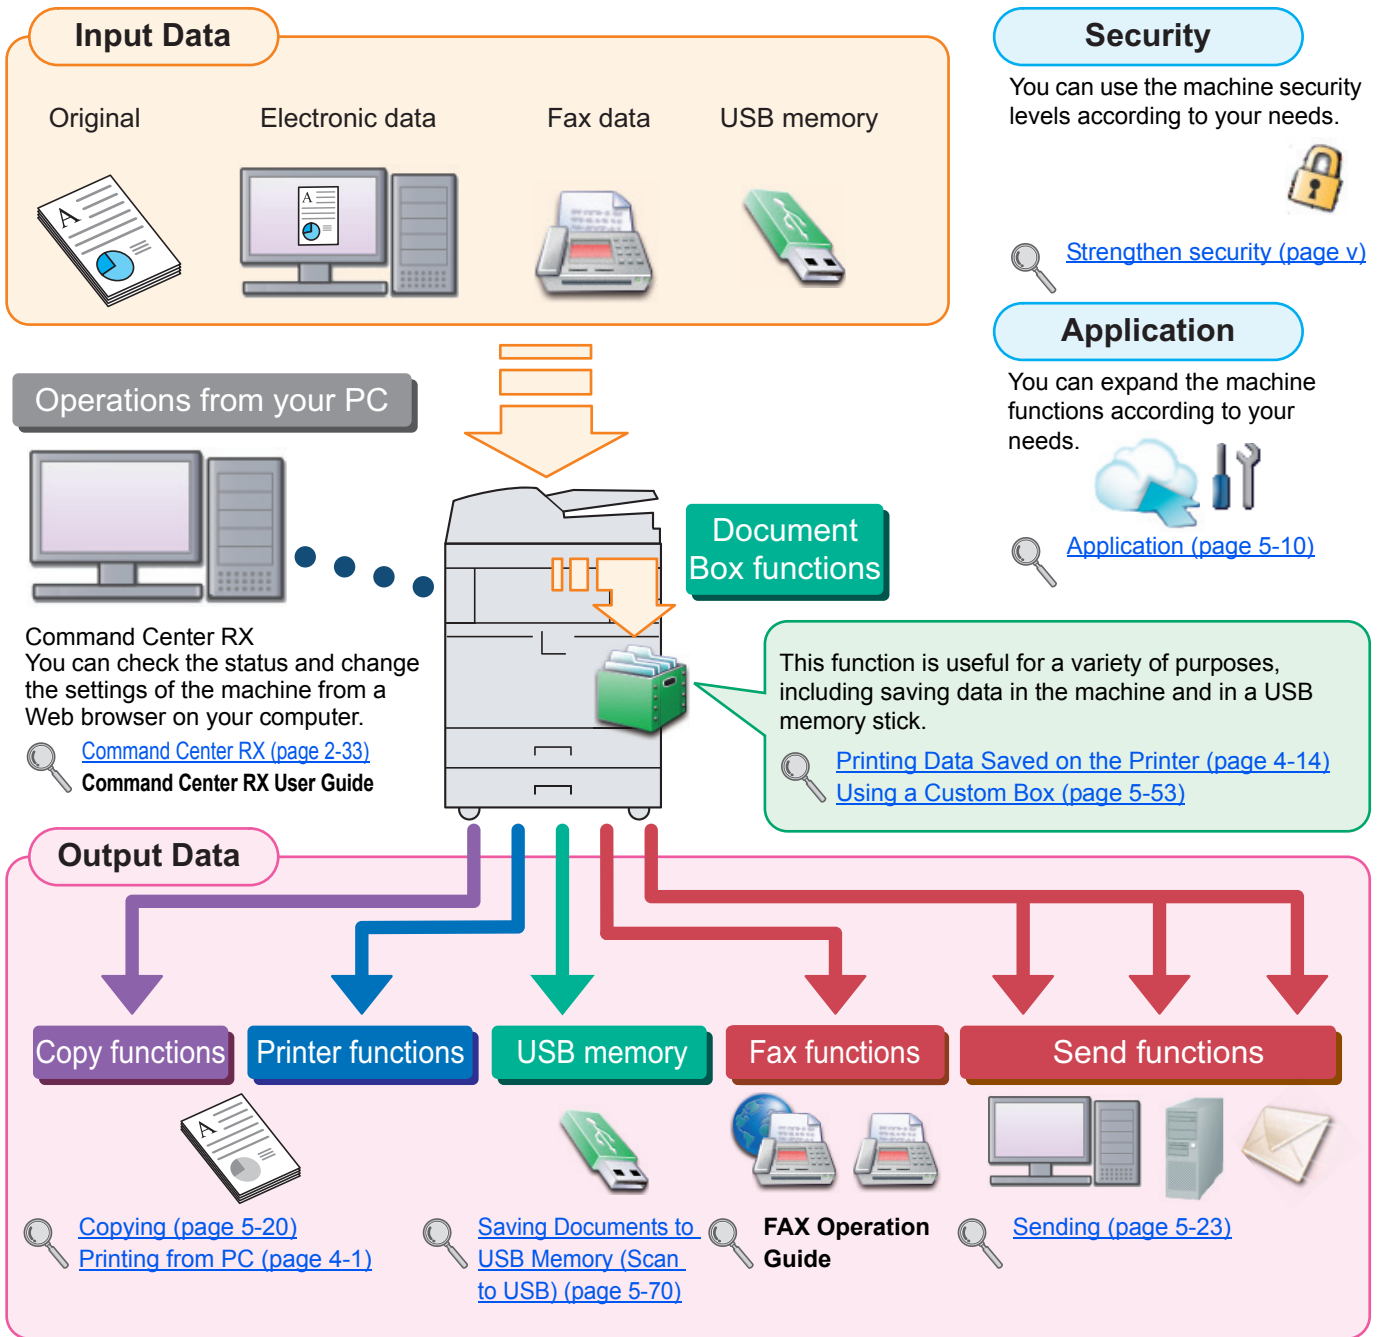 Input Data
Original
Electronic data
Fax data
USB memory
Security
You can use the machine security
levels according to your needs.
Strengthen security (page v)
Application
You can expand the machine
functions according to your
needs.
Application (page 5-10)
Operations from your PC
Command Center RX
You can check the status and change
the settings of the machine from a
Web browser on your computer.
Command Center RX (page 2-33)
Command Center RX User Guide
Document
Box functions
This function is useful for a variety of purposes,
including saving data in the machine and in a USB
memory stick.
Printing Data Saved on the Printer (page 4-14)
Using a Custom Box (page 5-53)
Output Data
Copy functions
Printer functions
USB memory
Fax functions
Send functions
Copying (page 5-20)
Printing from PC (page 4-1)
Saving Documents to
USB Memory (Scan
to USB) (page 5-70)
FAX Operation
Guide
Sending (page 5-23)
A
A
A